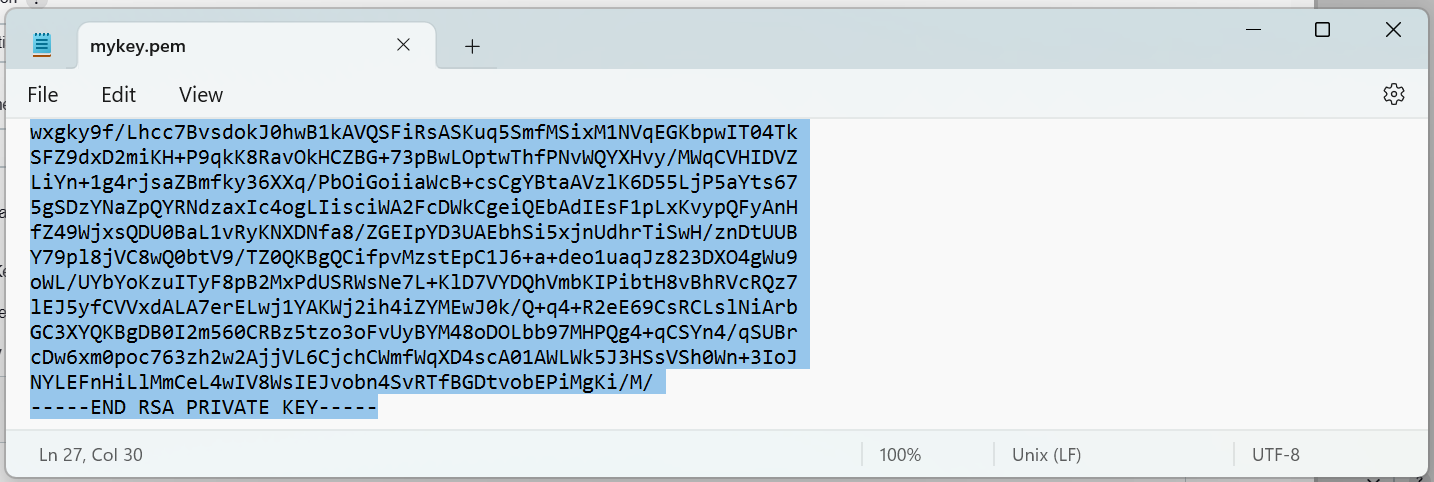 mykey.pem
File Edit View
wxgky9f/Lhcc7BvsdokJ0hwB1kAVQSFiRsASKuq5SmfMSixM1NVqEGKbpwIT04Tk
SFZ9dxD2miKH+P9qkK8RavOkHCZBG+73pBwLOptwThfPNvWQYXHvy/MWqCVHIDVZ
LiYn+1g4rjsaZBmfky36XXq/PbOiGoiiaWcB+csCgYBtaAVzlK6D55LjP5aYts67
5gSDzYNaZpQYRNdzaxIc4ogLIisciWA2FcDWkCgeiQEbAdIEsF1pLxKvypQFyAnH
fZ49WjxsQDU0BaL1vRyKNXDNfa8/ZGEIpYD3UAEbhSi5xjnUdhrTiSwH/znDtUUB
Y79pl8jVC8wQ0btV9/TZ0QKBgQCifpvMzstEpC1J6+a+deo1uaqJz823DXO4gWu9
oWL/UYbYoKzuITyF8pB2MxPdUSRWsNe7L+KlD7VYDQhVmbKIPibtH8vBhRVcRQz7
lEJ5yfCVVxdALA7erELwj1YAKWj2ih4iZYMEwJ0k/Q+q4+R2eE69CsRCLslNiArb
GC3XYQKBgDB0I2m560CRBz5tzo3oFvUyBYM48oDOLbb97MHPQg4+qCSYn4/qSUBr
cDw6xm0poc763zh2w2AjjVL6CjchCWmfWqXD4scA01AWLWk5J3HSsVSh0Wn+3IoJ
NYLEFnHiLlMmCeL4wIV8WsIEJvobn4SvRTfBGDtvobEPiMgKi/M/
-----END RSA PRIVATE KEY-----
Ln 27, Col 30 100% Unix (LF) UTF-8